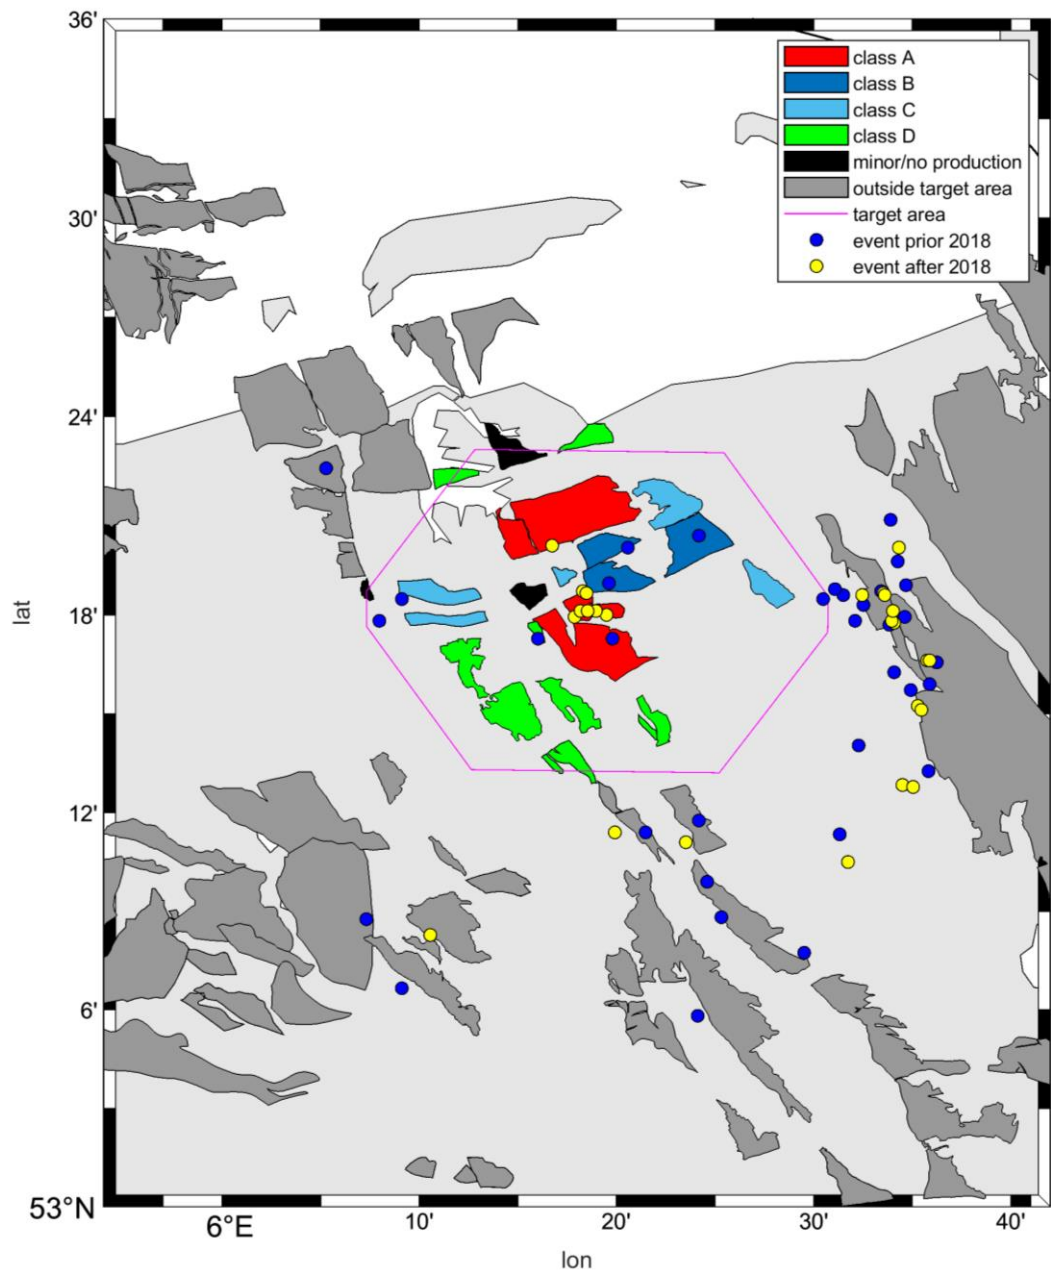 36'
class A
class B
class C
class D
minor/no production
outside target area
target area
event prior 2018
event after 2018
30'
24'
lat
18'
12'
6'
53°N
6°E
10'
20'
30'
40'
lon